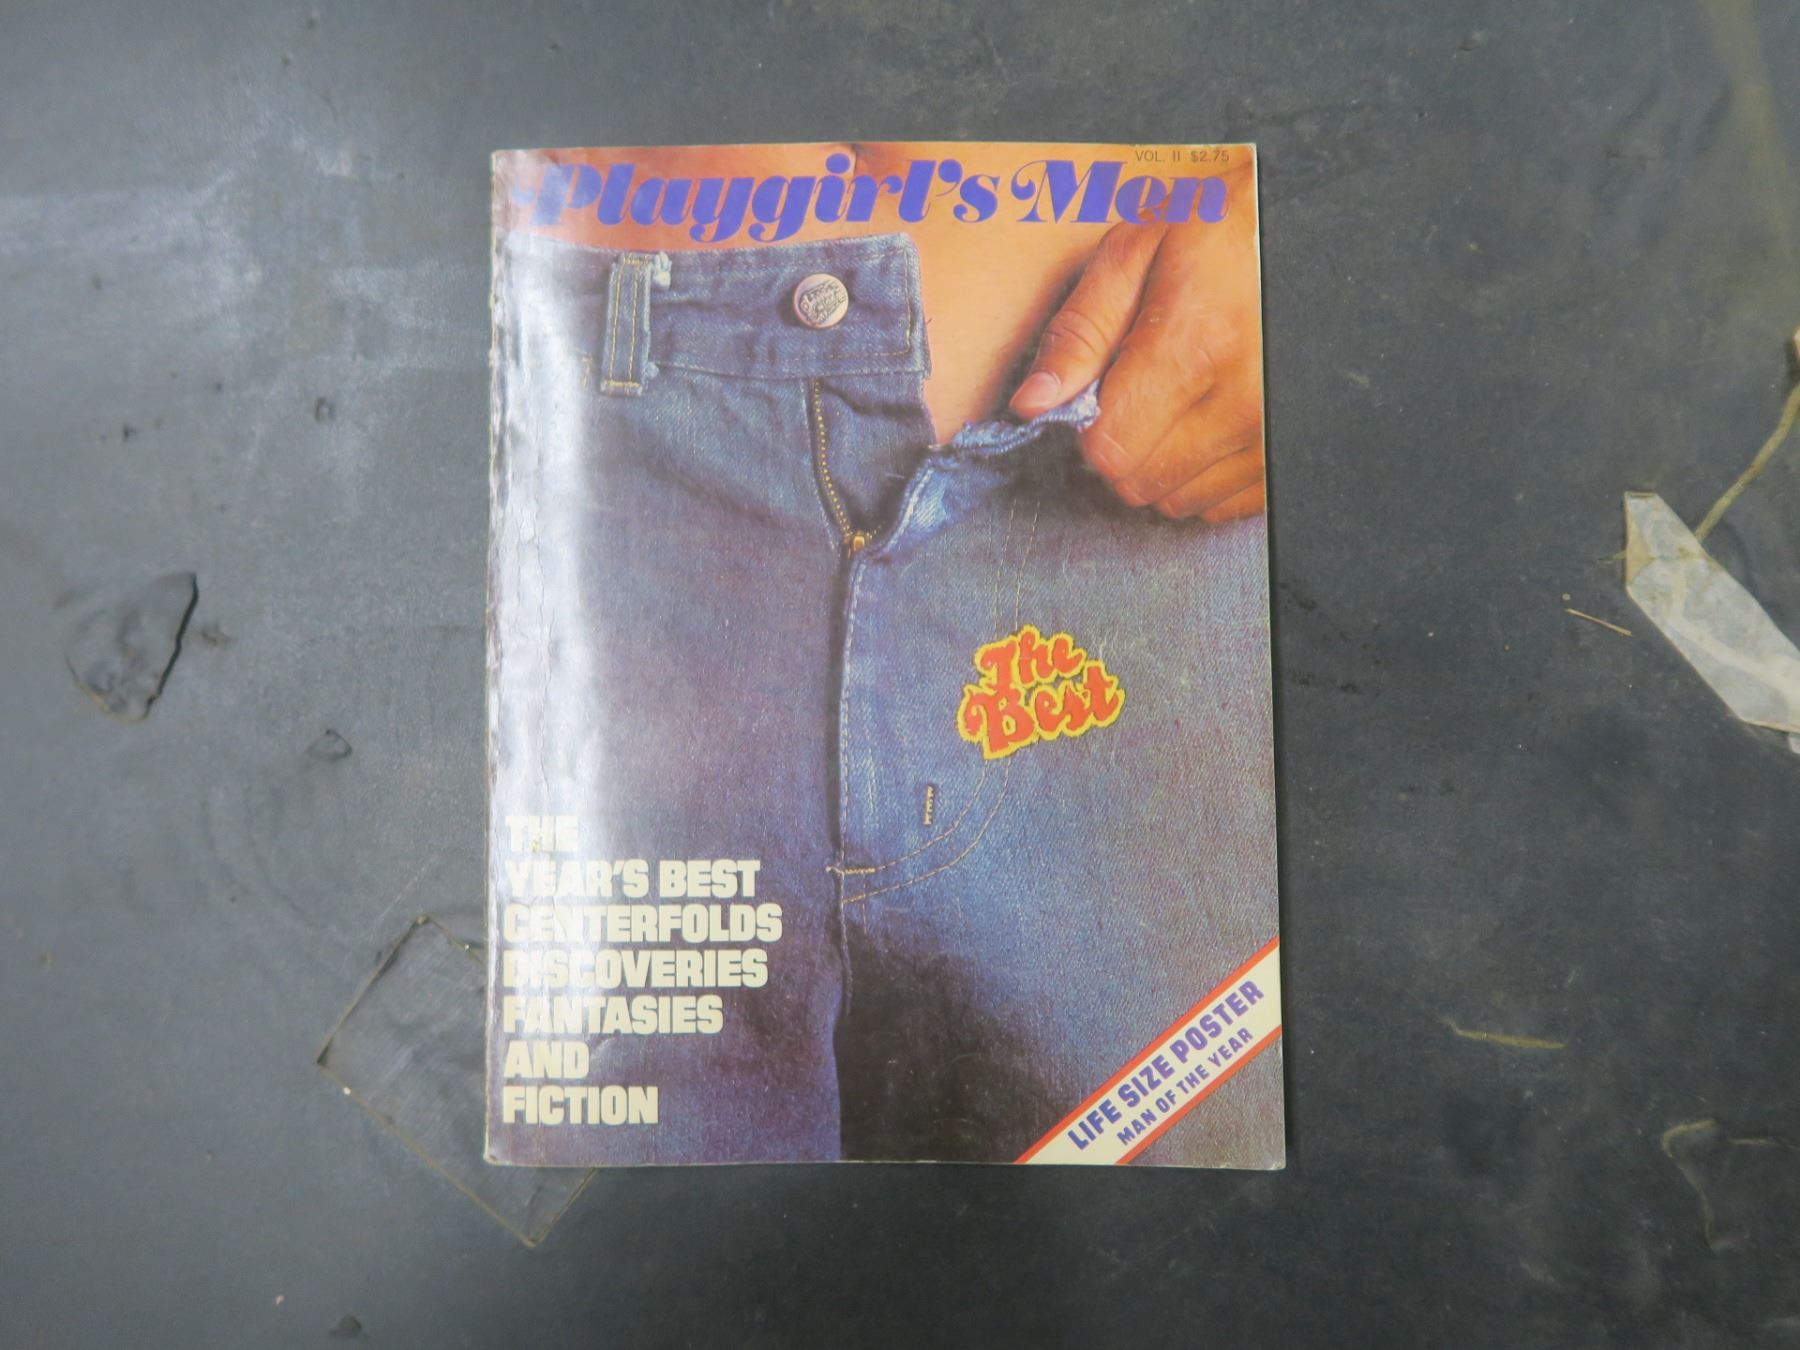 VOL. II $2.75
Playgirl's Men
The
Best
THE
YEAR'S BEST
CENTERFOLDS
DISCOVERIES
FANTASIES
AND
FICTION
LIFE SIZE POSTER
MAN OF THE YEAR